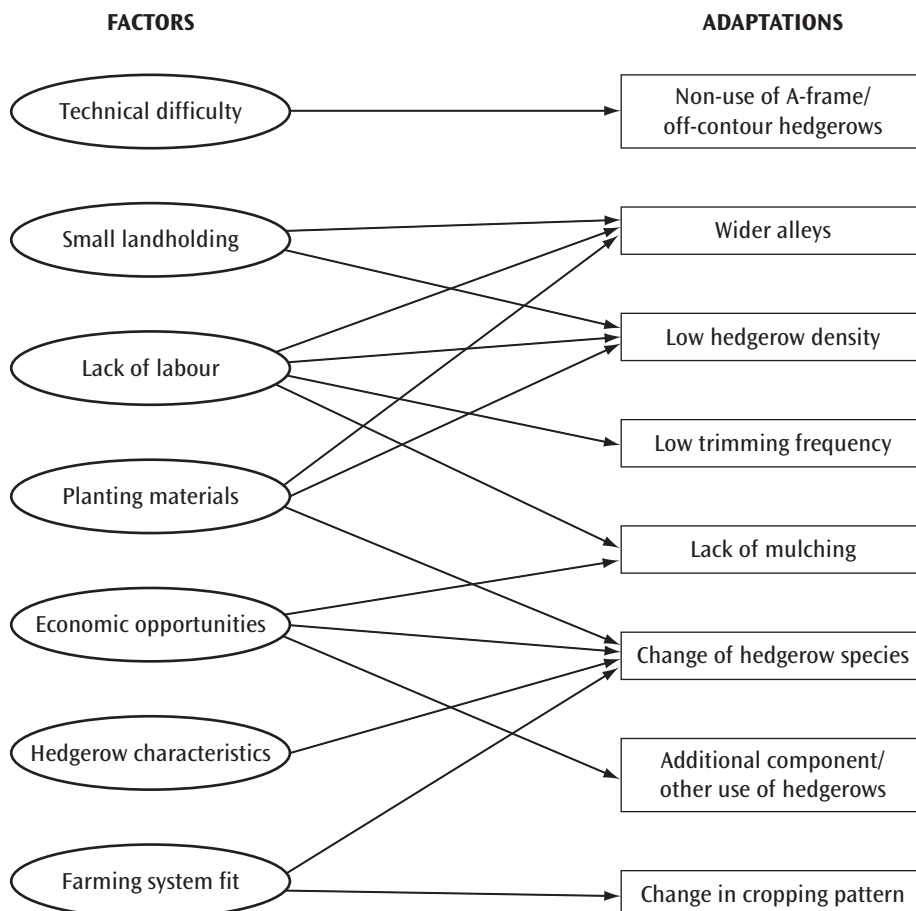 FACTORS
ADAPTATIONS
Technical difficulty
Non-use of A-frame/
off-contour hedgerows
Small landholding
Wider alleys
Lack of labour
Low hedgerow density
Low trimming frequency
Planting materials
Lack of mulching
Economic opportunities
Change of hedgerow species
Hedgerow characteristics
Additional component/
other use of hedgerows
Farming system fit
Change in cropping pattern